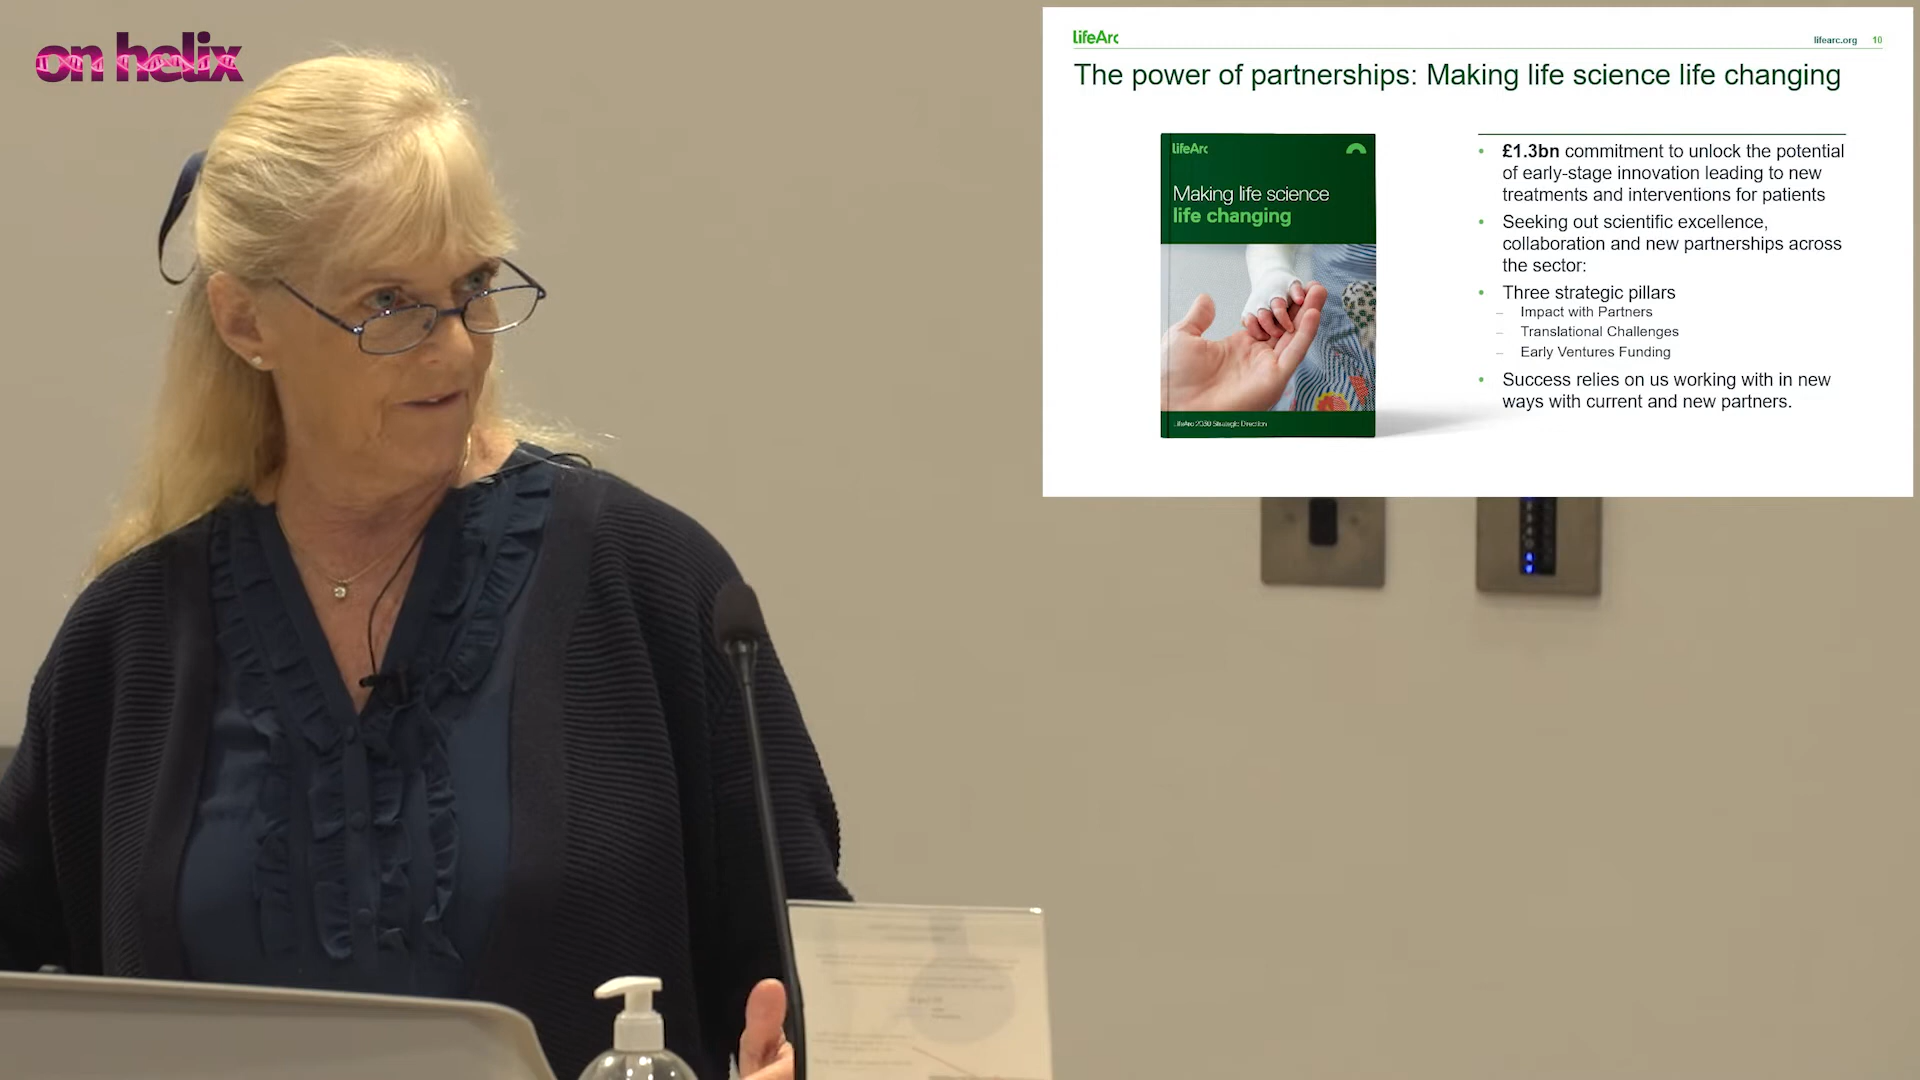 on helix
LifeArc
lifearc.org 10
The power of partnerships: Making life science life changing
LifeArc
Making life science
life changing
LifeArc 2030 Strategic Direction
• £1.3bn commitment to unlock the potential
of early-stage innovation leading to new
treatments and interventions for patients
• Seeking out scientific excellence,
collaboration and new partnerships across
the sector:
• Three strategic pillars
– Impact with Partners
– Translational Challenges
– Early Ventures Funding
• Success relies on us working with in new
ways with current and new partners.